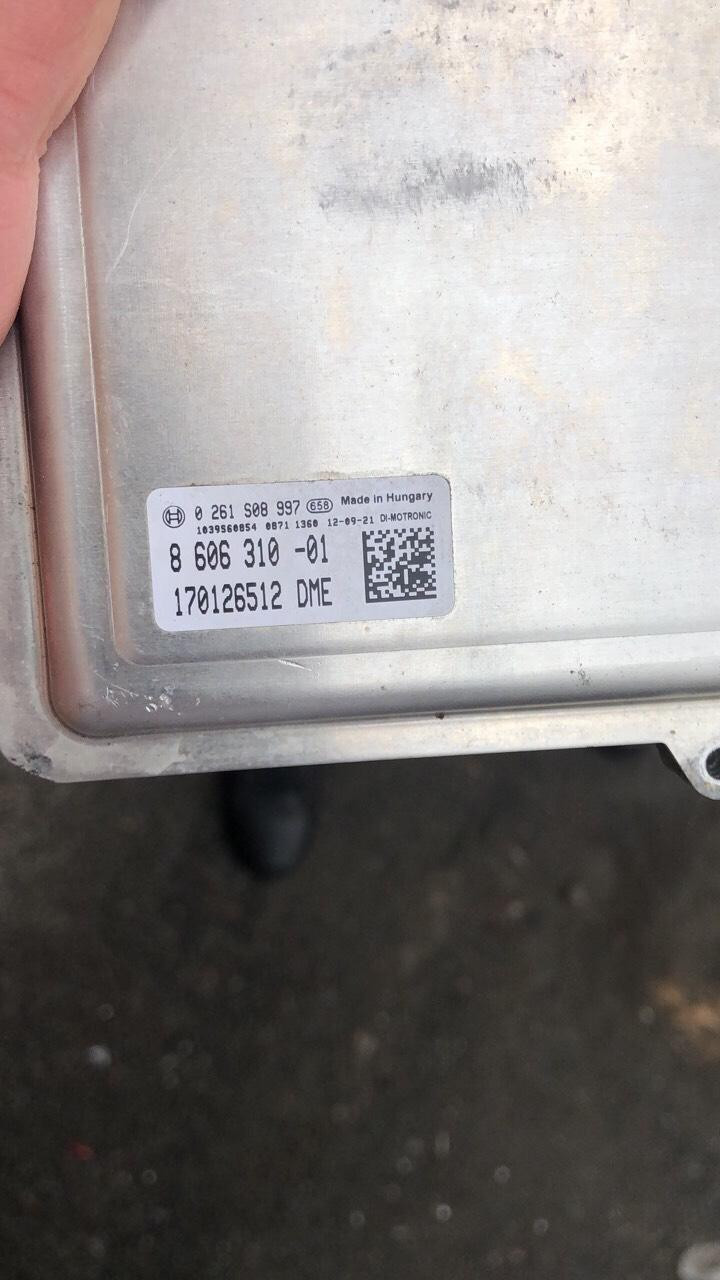 0 261 S08 997 658 Made in Hungary
1039S60854 0871 1360 12-09-21 DI-MOTRONIC
8 606 310 -01
170126512 DME